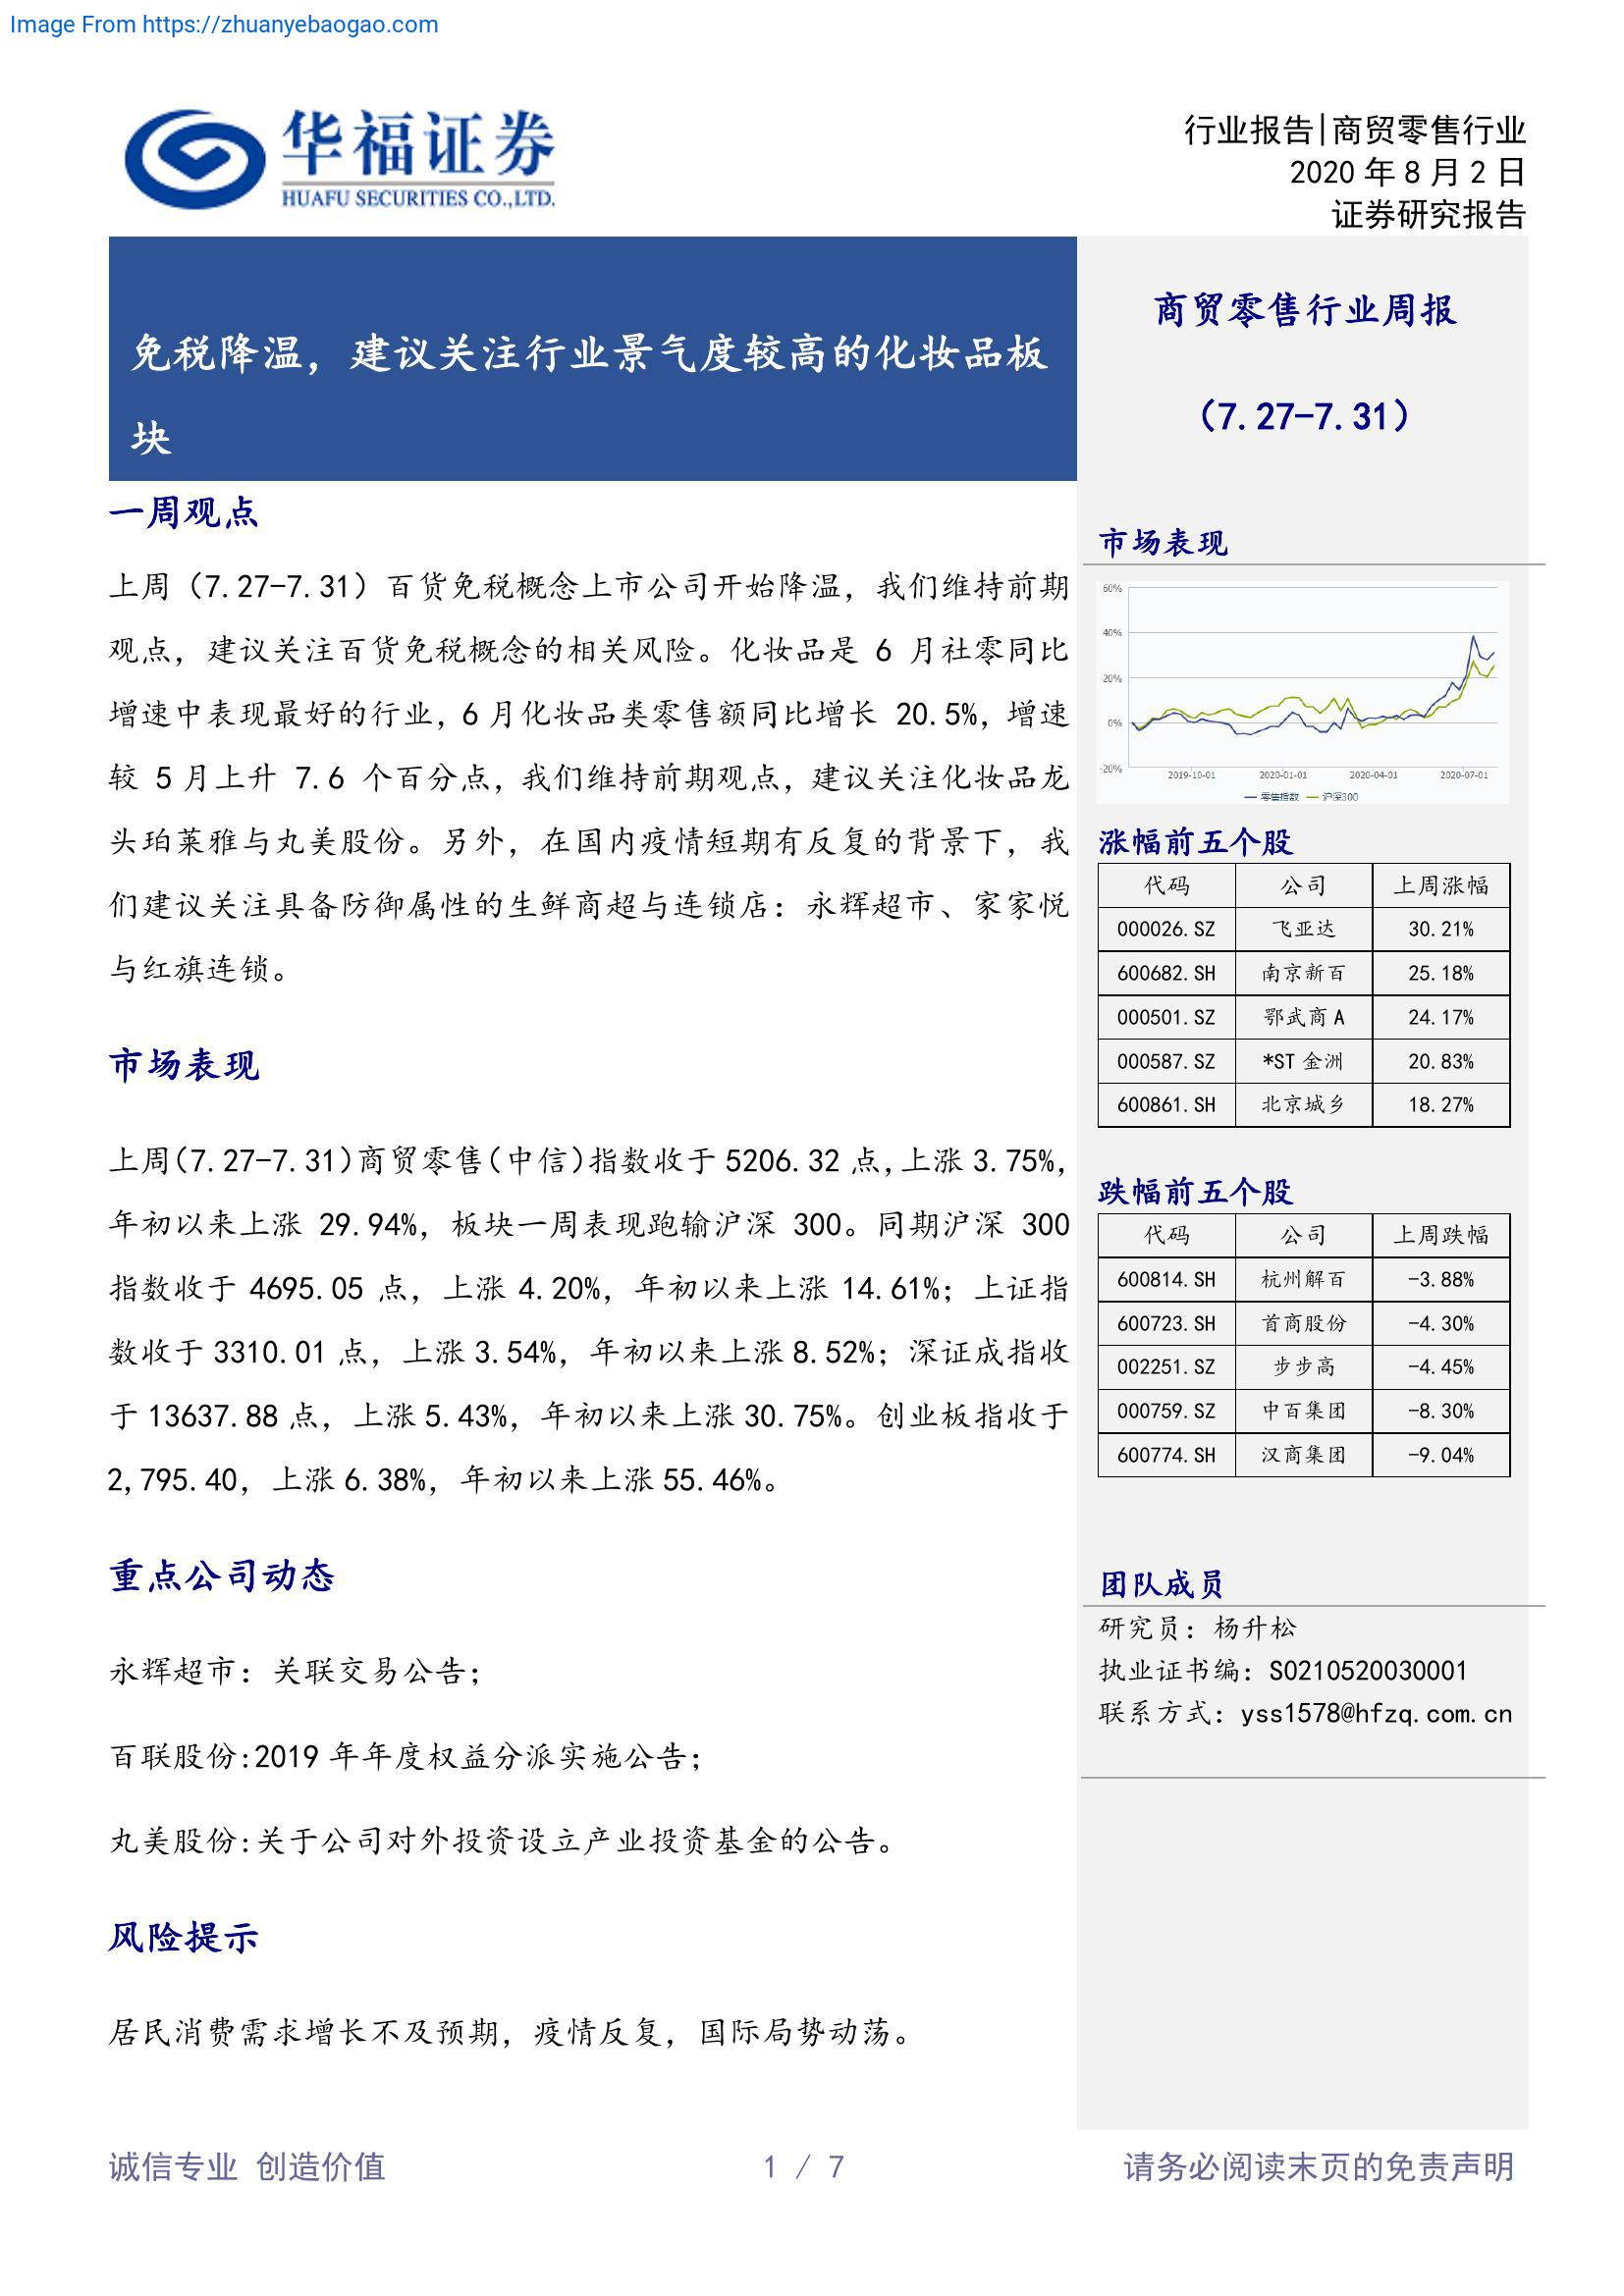 Image From https://zhuanyebaogao.com
华福证券
HUAFU SECURITIES CO.,LTD.
行业报告|商贸零售行业
2020 年 8 月 2 日
证券研究报告
免税降温，建议关注行业景气度较高的化妆品板
块
一周观点
上周（7.27-7.31）百货免税概念上市公司开始降温，我们维持前期
观点，建议关注百货免税概念的相关风险。化妆品是 6 月社零同比
增速中表现最好的行业，6 月化妆品类零售额同比增长 20.5%，增速
较 5 月上升 7.6 个百分点，我们维持前期观点，建议关注化妆品龙
头珀莱雅与丸美股份。另外，在国内疫情短期有反复的背景下，我
们建议关注具备防御属性的生鲜商超与连锁店：永辉超市、家家悦
与红旗连锁。
市场表现
上周(7.27-7.31)商贸零售(中信)指数收于 5206.32 点,上涨 3.75%,
年初以来上涨 29.94%，板块一周表现跑输沪深 300。同期沪深 300
指数收于 4695.05 点，上涨 4.20%，年初以来上涨 14.61%；上证指
数收于 3310.01 点，上涨 3.54%，年初以来上涨 8.52%；深证成指收
于 13637.88 点，上涨 5.43%，年初以来上涨 30.75%。创业板指收于
2,795.40，上涨 6.38%，年初以来上涨 55.46%。
重点公司动态
永辉超市：关联交易公告；
百联股份:2019 年年度权益分派实施公告；
丸美股份:关于公司对外投资设立产业投资基金的公告。
风险提示
居民消费需求增长不及预期，疫情反复，国际局势动荡。
商贸零售行业周报
（7.27-7.31）
市场表现
60%
40%
20%
0%
-20%
2019-10-01 2020-01-01 2020-04-01 2020-07-01
零售指数 沪深300
涨幅前五个股
代码 公司 上周涨幅
000026.SZ 飞亚达 30.21%
600682.SH 南京新百 25.18%
000501.SZ 鄂武商 A 24.17%
000587.SZ *ST 金洲 20.83%
600861.SH 北京城乡 18.27%
跌幅前五个股
代码 公司 上周跌幅
600814.SH 杭州解百 -3.88%
600723.SH 首商股份 -4.30%
002251.SZ 步步高 -4.45%
000759.SZ 中百集团 -8.30%
600774.SH 汉商集团 -9.04%
团队成员
研究员：杨升松
执业证书编：S0210520030001
联系方式：yss1578@hfzq.com.cn
诚信专业 创造价值
1 / 7
请务必阅读末页的免责声明